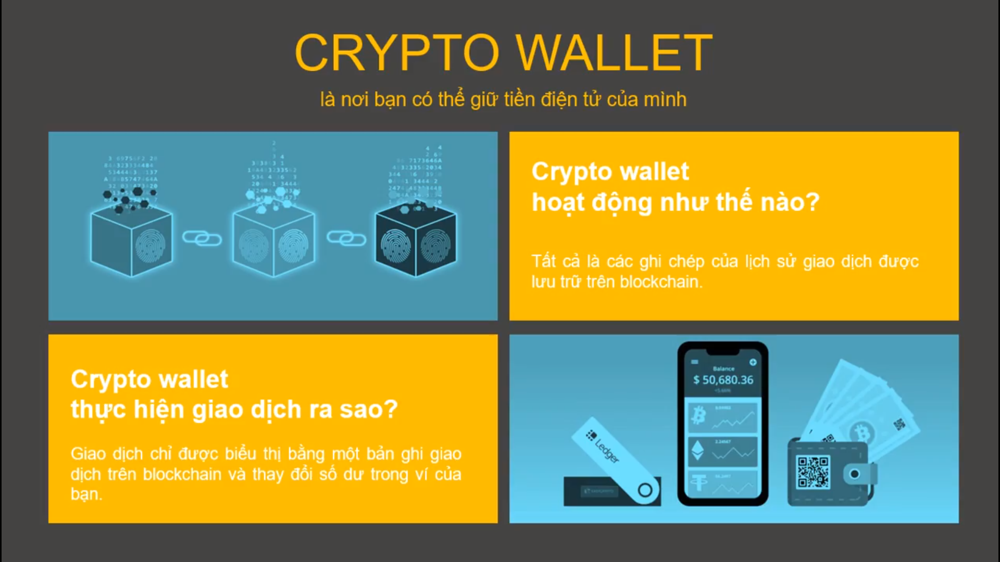 CRYPTO WALLET
là nơi bạn có thể giữ tiền điện tử của mình
Crypto wallet
hoạt động như thế nào?
Tất cả là các ghi chép của lịch sử giao dịch được
lưu trữ trên blockchain.
Crypto wallet
thực hiện giao dịch ra sao?
Giao dịch chỉ được biểu thị bằng một bản ghi giao
dịch trên blockchain và thay đổi số dư trong ví của
bạn.
Balance
$ 50,680.36
Ledger